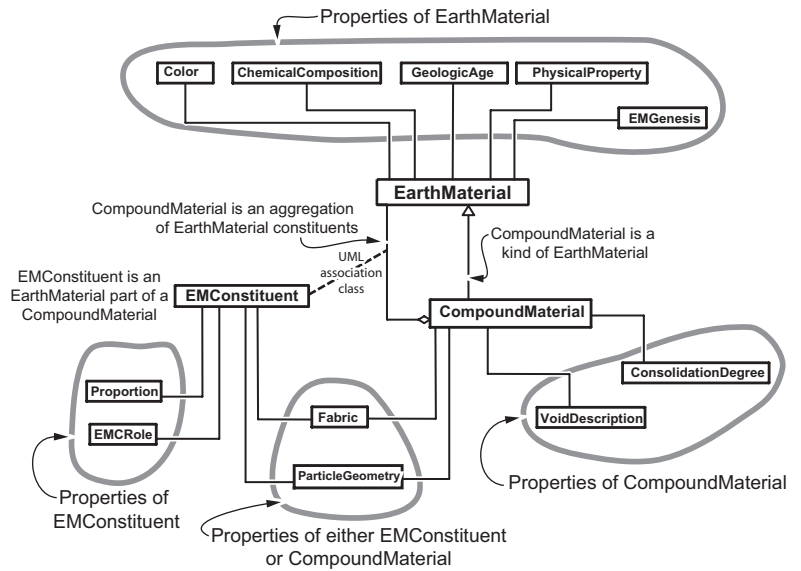 Properties of EarthMaterial
Color
ChemicalComposition
GeologicAge
PhysicalProperty
EMGenesis
EarthMaterial
CompoundMaterial is an aggregation
of EarthMaterial constituents
CompoundMaterial is a
kind of EarthMaterial
UML
association
class
EMConstituent is an
EarthMaterial part of a
CompoundMaterial
EMConstituent
CompoundMaterial
Proportion
EMCRole
Fabric
ParticleGeometry
ConsolidationDegree
VoidDescription
Properties of
EMConstituent
Properties of CompoundMaterial
Properties of either EMConstituent
or CompoundMaterial